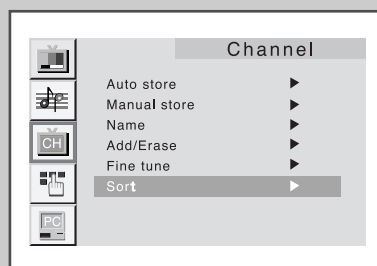 Channel
Auto store ▶
Manual store ▶
Name ▶
Add/Erase ▶
CH
Fine tune ▶
Sort ▶
PC